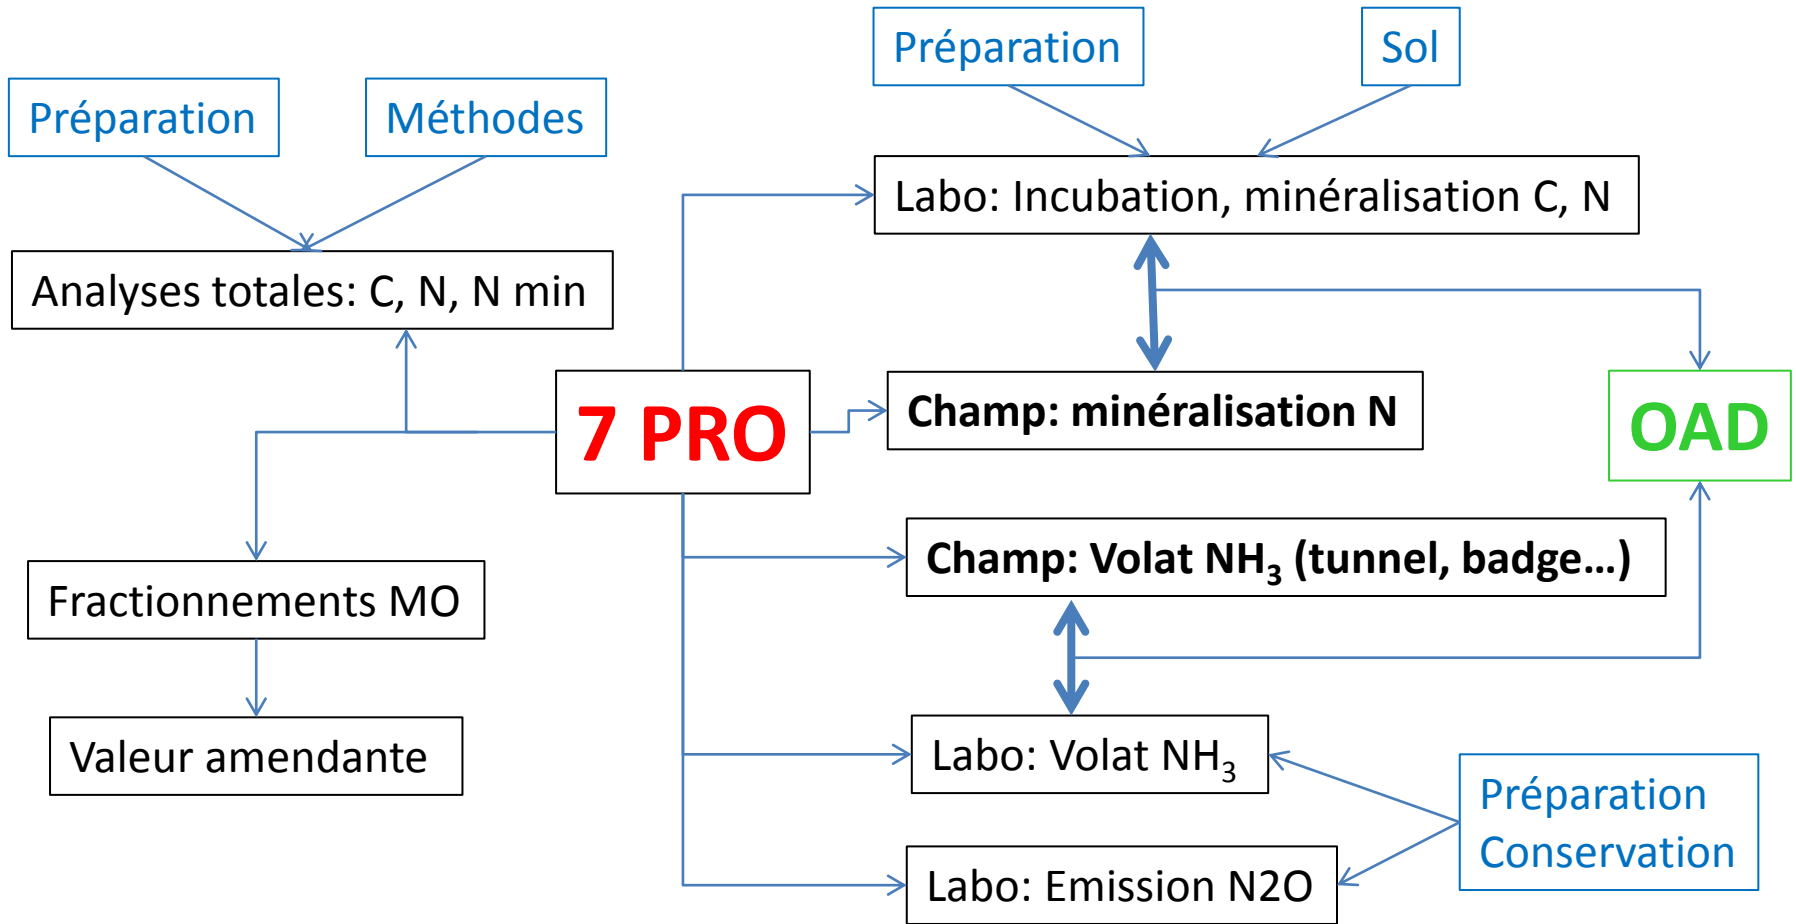 Préparation
Sol
Préparation
Méthodes
Labo: Incubation, minéralisation C, N
Analyses totales: C, N, N min
7 PRO
Champ: minéralisation N
OAD
Champ: Volat NH₃ (tunnel, badge...)
Fractionnements MO
Valeur amendante
Labo: Volat NH₃
Préparation
Conservation
Labo: Emission N2O